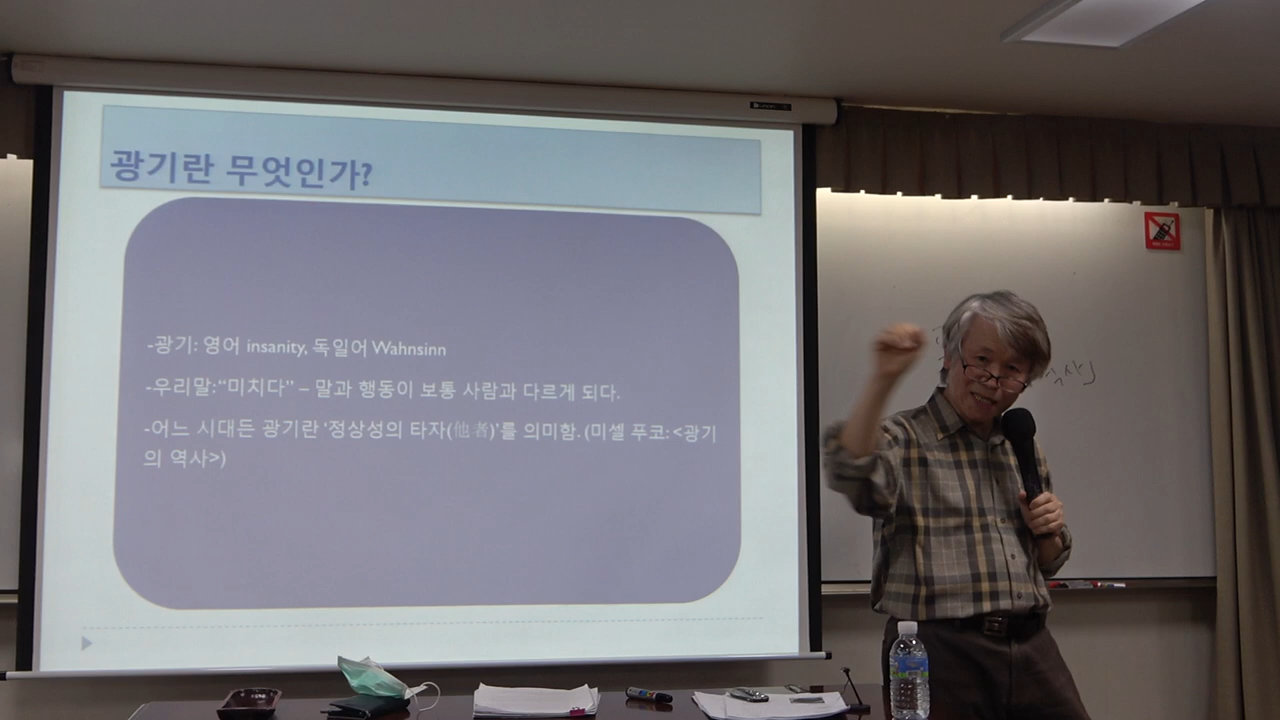 광기란 무엇인가?
-광기: 영어 insanity, 독일어 Wahnsinn
-우리말:“미치다” – 말과 행동이 보통 사람과 다르게 되다.
-어느 시대든 광기란 ‘정상성의 타자(他者)’를 의미함. (미셸 푸코: <광기
의 역사>)